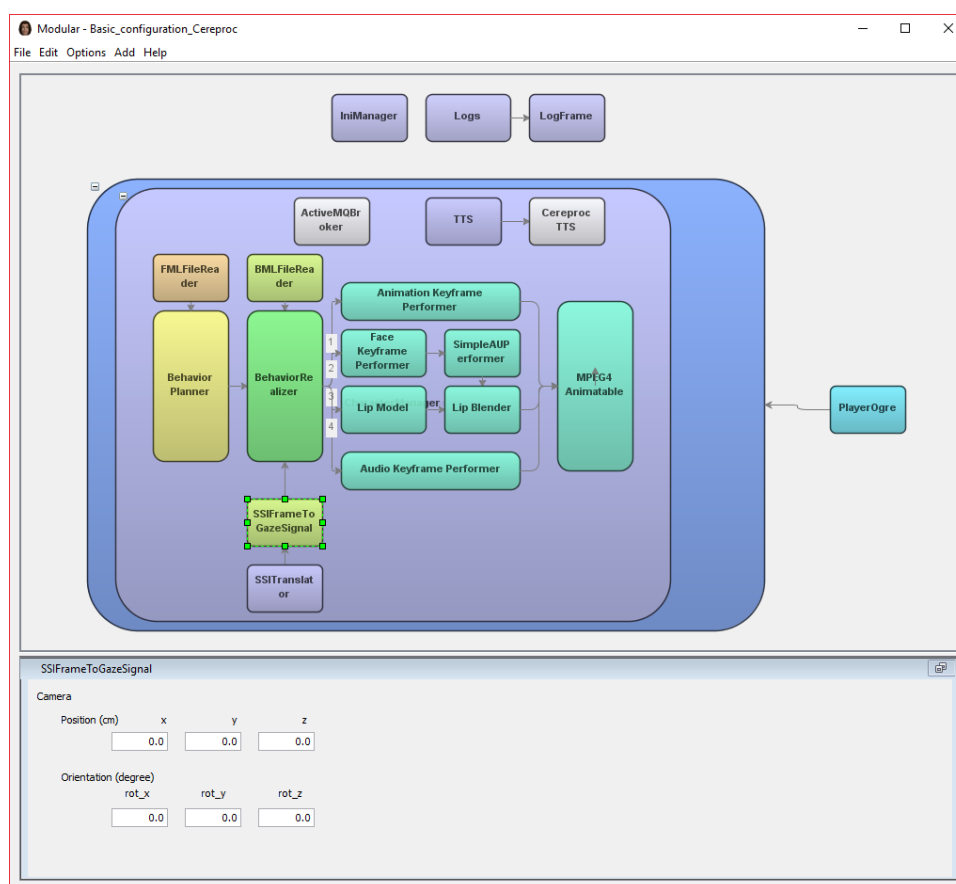 Modular - Basic_configuration_Cereproc
File Edit Options Add Help
IniManager
Logs
LogFrame
ActiveMQBr
oker
TTS
Cereproc
TTS
FMLFileRea
der
BMLFileRea
der
Animation Keyframe
Performer
Behavior
Planner
BehaviorRe
alizer
1
2
3
4
Face
Keyframe
Performer
SimpleAUP
erformer
Lip Model
Lip Blender
Audio Keyframe Performer
MPEG4
Animatable
PlayerOgre
SSIFrameTo
GazeSignal
SSITranslat
or
SSIFrameToGazeSignal
Camera
Position (cm) x y z
0.0 0.0 0.0
Orientation (degree)
rot_x rot_y rot_z
0.0 0.0 0.0